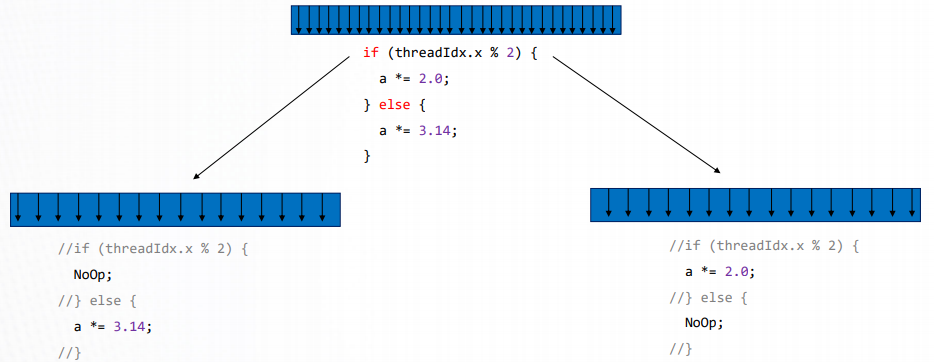 if (threadIdx.x % 2) {
a *= 2.0;
} else {
a *= 3.14;
}
//if (threadIdx.x % 2) {
NoOp;
//} else {
a *= 3.14;
//}
//if (threadIdx.x % 2) {
a *= 2.0;
//} else {
NoOp;
//}